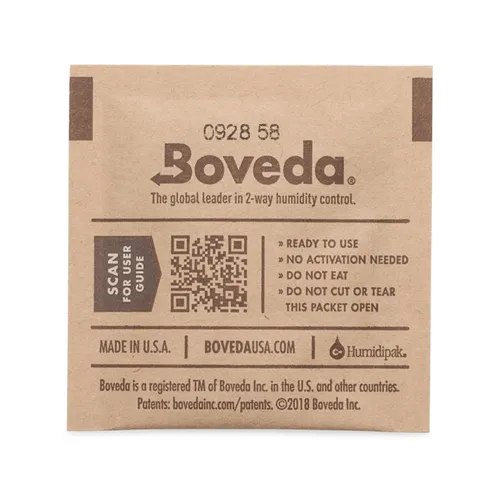 0928 58
Boveda®
The global leader in 2-way humidity control.
SCAN
FOR USER
GUIDE
» READY TO USE
» NO ACTIVATION NEEDED
» DO NOT EAT
» DO NOT CUT OR TEAR
THIS PACKET OPEN
MADE IN U.S.A. | BOVEDAUSA.COM | Humidipak.
Boveda is a registered TM of Boveda Inc. in the U.S. and other countries.
Patents: bovedainc.com/patents. ©2018 Boveda Inc.